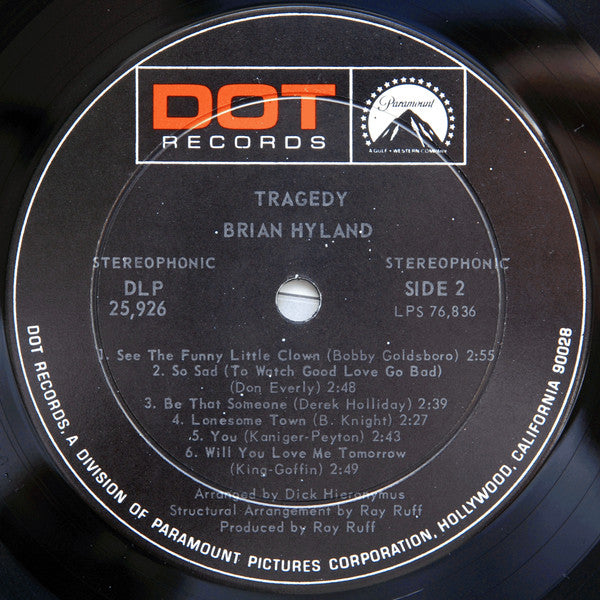 DOT
RECORDS
Paramount
A GULF + WESTERN COMPANY
TRAGEDY
BRIAN HYLAND
STEREOPHONIC
DLP
25,926
STEREOPHONIC
SIDE 2
LPS 76,836
1. See The Funny Little Clown (Bobby Goldsboro) 2:55
2. So Sad (To Watch Good Love Go Bad)
(Don Everly) 2:48
3. Be That Someone (Derek Holliday) 2:39
4. Lonesome Town (B. Knight) 2:27
5. You (Kaniger-Peyton) 2:43
6. Will You Love Me Tomorrow
(King-Goffin) 2:49
Arranged by Dick Hieronymus
Structural Arrangement by Ray Ruff
Produced by Ray Ruff
DOT RECORDS, A DIVISION OF PARAMOUNT PICTURES CORPORATION, HOLLYWOOD, CALIFORNIA 90028